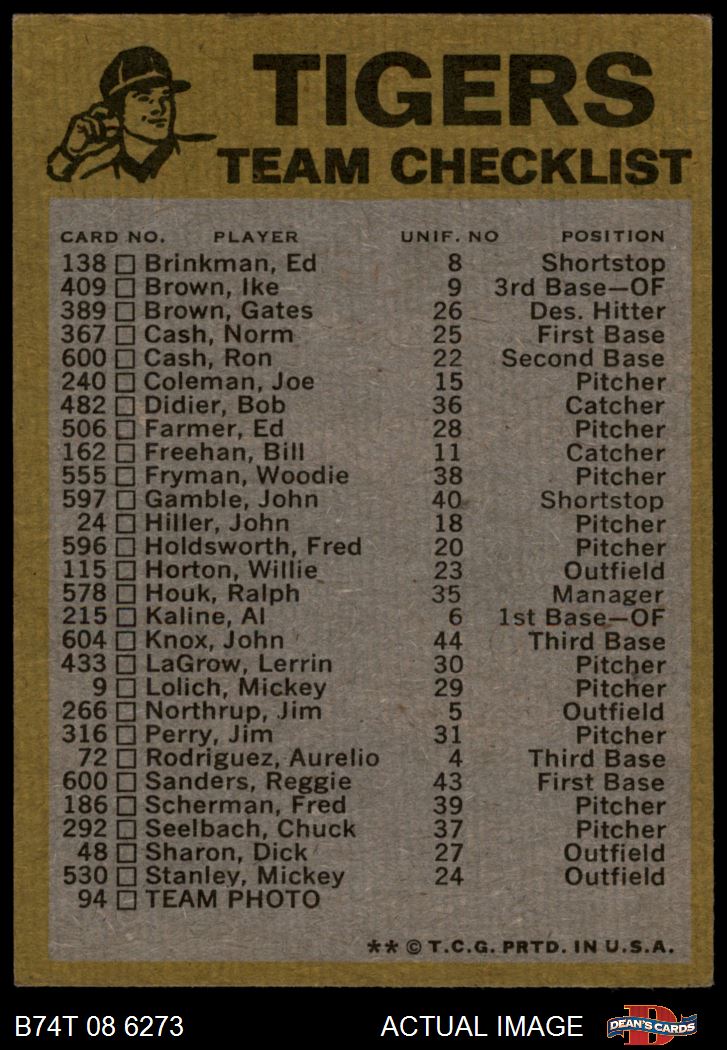 TIGERS
TEAM CHECKLIST
CARD NO. PLAYER UNIF. NO POSITION
138 Brinkman, Ed 8 Shortstop
409 Brown, Ike 9 3rd Base—OF
389 Brown, Gates 26 Des. Hitter
367 Cash, Norm 25 First Base
600 Cash, Ron 22 Second Base
240 Coleman, Joe 15 Pitcher
482 Didier, Bob 36 Catcher
506 Farmer, Ed 28 Pitcher
162 Freehan, Bill 11 Catcher
555 Fryman, Woodie 38 Pitcher
597 Gamble, John 40 Shortstop
24 Hiller, John 18 Pitcher
596 Holdsworth, Fred 20 Pitcher
115 Horton, Willie 23 Outfield
578 Houk, Ralph 35 Manager
215 Kaline, Al 6 1st Base—OF
604 Knox, John 44 Third Base
433 LaGrow, Lerrin 30 Pitcher
9 Lolich, Mickey 29 Pitcher
266 Northrup, Jim 5 Outfield
316 Perry, Jim 31 Pitcher
72 Rodriguez, Aurelio 4 Third Base
600 Sanders, Reggie 43 First Base
186 Scherman, Fred 39 Pitcher
292 Seelbach, Chuck 37 Pitcher
48 Sharon, Dick 27 Outfield
530 Stanley, Mickey 24 Outfield
94 TEAM PHOTO
** © T.C.G. PRTD. IN U.S.A.
B74T 08 6273 ACTUAL IMAGE D DEAN'S CARDS